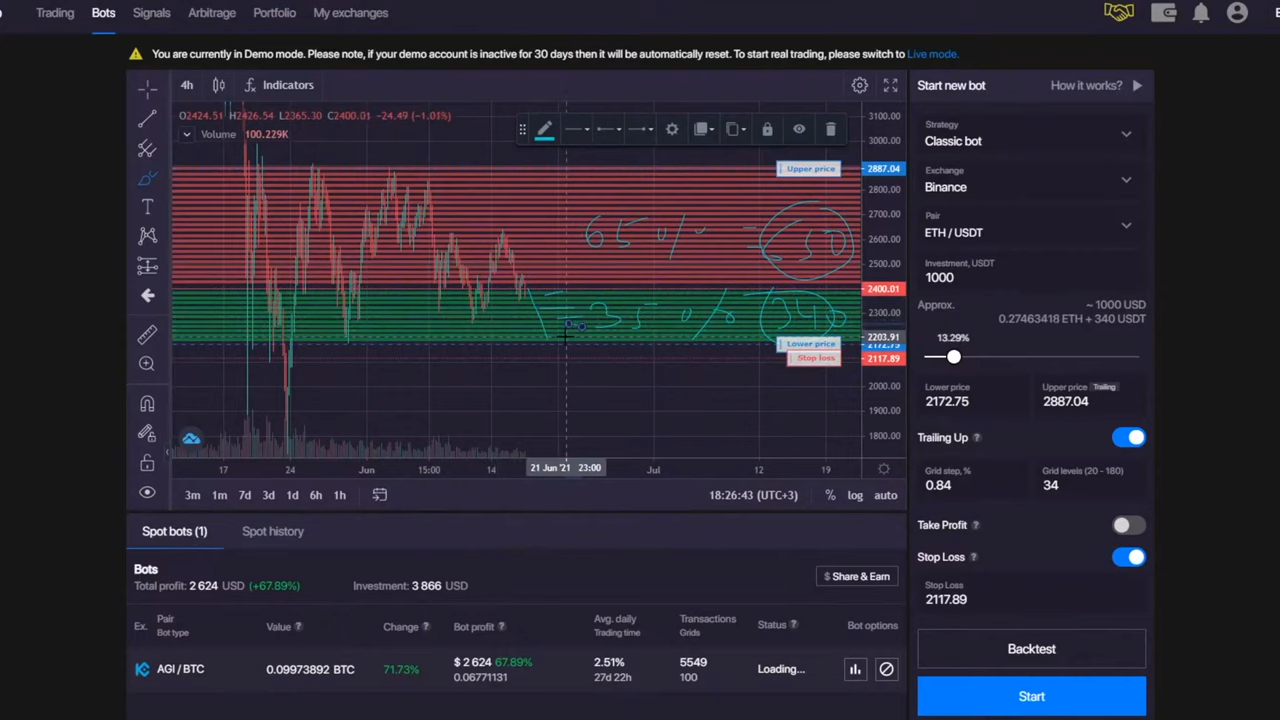 Trading Bots Signals Arbitrage Portfolio My exchanges
You are currently in Demo mode. Please note, if your demo account is inactive for 30 days then it will be automatically reset. To start real trading, please switch to Live mode.
4h Indicators
O2424.51 H2426.54 L2365.30 C2400.01 −24.49 (−1.01%)
Volume 100.229K
3100.00
Upper price 2887.04
2800.00
2700.00
65% 2600.00
2500.00
2400.01
35% 340 2300.00
2203.91
Lower price 2172.75
Stop loss 2117.89
2000.00
1900.00
1800.00
17 24 Jun 15:00 14 21 Jun '21 23:00 Jul 12 19
3m 1m 7d 3d 1d 6h 1h 18:26:43 (UTC+3) % log auto
Start new bot How it works?
Strategy
Classic bot
Exchange
Binance
Pair
ETH / USDT
Investment, USDT
1000
Approx. ~ 1000 USD
0.27463418 ETH + 340 USDT
13.29%
Lower price Upper price Trailing
2172.75 2887.04
Trailing Up ?
Grid step, % Grid levels (20 - 180)
0.84 34
Take Profit ?
Stop Loss ?
Stop Loss
2117.89
Backtest
Start
Spot bots (1) Spot history
Bots
Total profit: 2 624 USD (+67.89%) Investment: 3 866 USD
$ Share & Earn
Ex. Pair Value ? Change ? Bot profit ? Avg. daily Transactions Status ? Bot options
Bot type Trading time Grids
AGI / BTC 0.09973892 BTC 71.73% $ 2 624 67.89% 2.51% 5549 Loading...
0.06771131 27d 22h 100